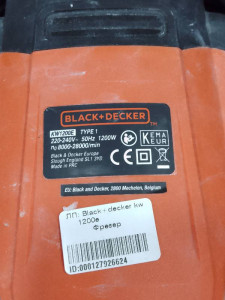 BLACK+DECKER™
KW1200E TYPE 1
220-240V~ 50Hz 1200W
n₀ 8000-28000/min
Black & Decker Europe
Slough England SL1 3YD
Made in PRC
KEMA
KEUR
CE
EU: Black and Decker, 2800 Mechelen, Belgium
ЛП: Black+decker kw
1200e
Фрезер
ID:000127926624